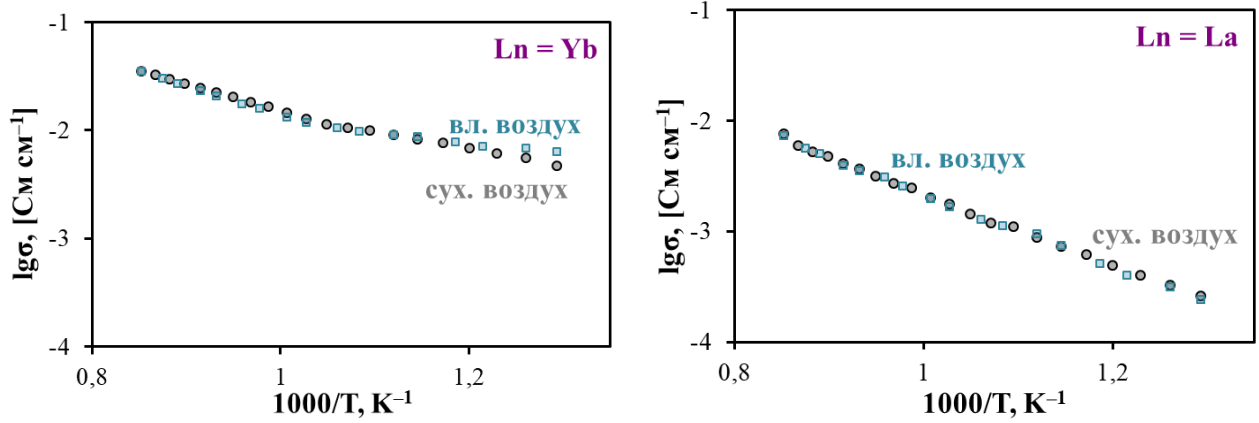 -1
Ln = Yb
-2
вл. воздух
сух. воздух
-3
-4
0,8
1
1,2
1000/T, K⁻¹
lgσ, [См см⁻¹]
-1
Ln = La
-2
вл. воздух
-3
сух. воздух
-4
0,8
1
1,2
1000/T, K⁻¹
lgσ, [См см⁻¹]